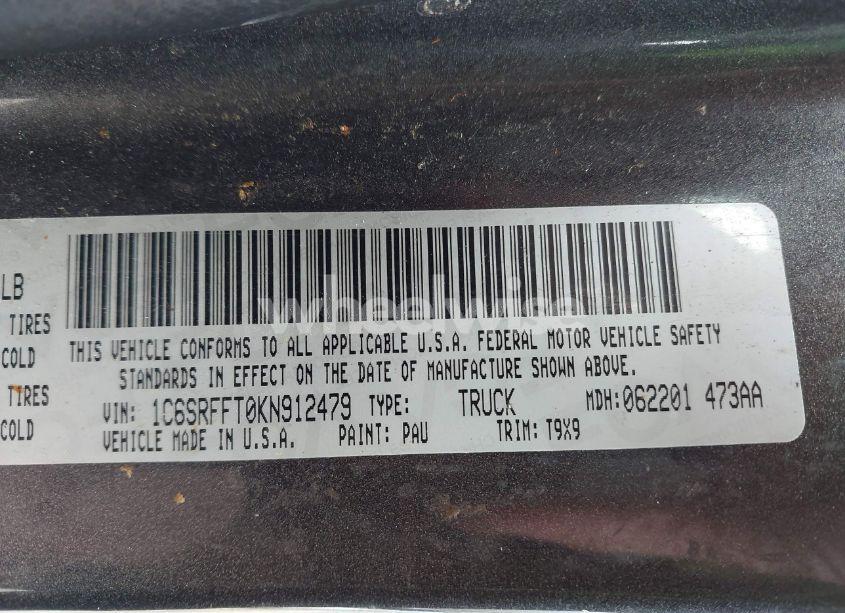 LB
TIRES
COLD
TIRES
COLD
wheelwise
THIS VEHICLE CONFORMS TO ALL APPLICABLE U.S.A. FEDERAL MOTOR VEHICLE SAFETY
STANDARDS IN EFFECT ON THE DATE OF MANUFACTURE SHOWN ABOVE.
VIN: 1C6SRFFT0KN912479 TYPE: TRUCK MDH:062201 473AA
VEHICLE MADE IN U.S.A. PAINT: PAU TRIM: T9X9